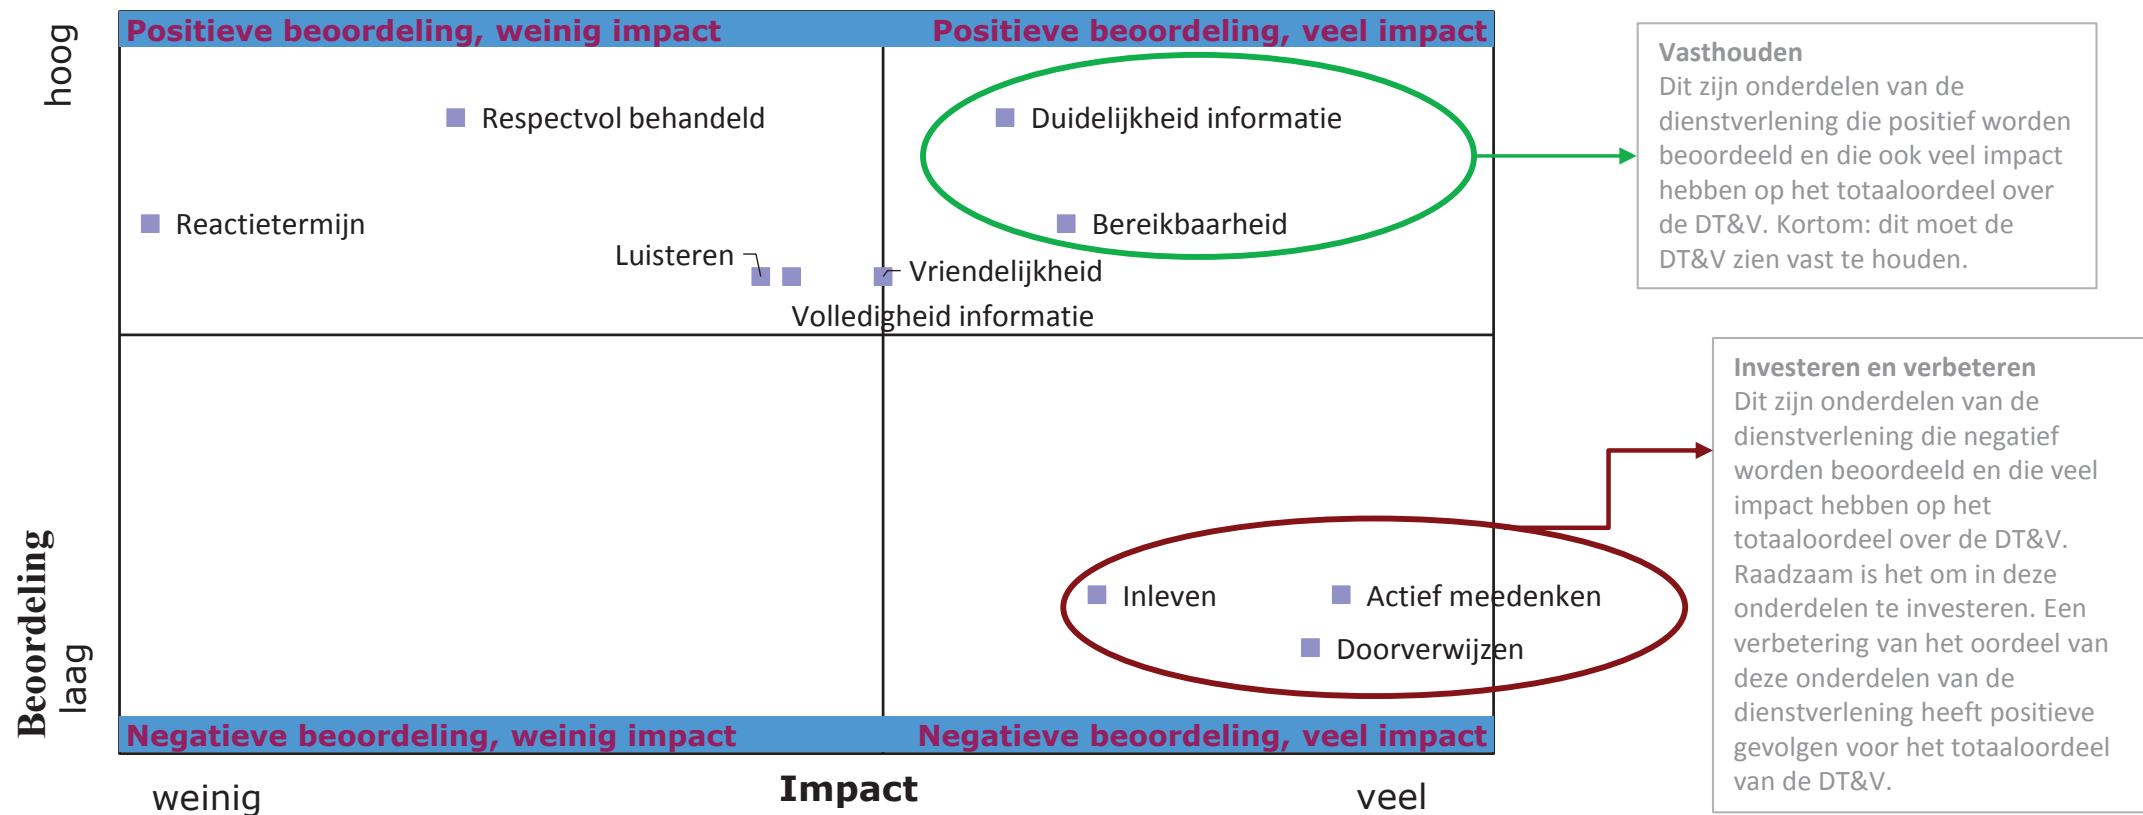 hoog
Positieve beoordeling, weinig impact
Positieve beoordeling, veel impact
Respectvol behandeld
Duidelijkheid informatie
Reactietermijn
Bereikbaarheid
Luisteren
Vriendelijkheid
Volledigheid informatie
Vasthouden
Dit zijn onderdelen van de
dienstverlening die positief worden
beoordeeld en die ook veel impact
hebben op het totaaloordeel over
de DT&V. Kortom: dit moet de
DT&V zien vast te houden.
Inleven
Actief meedenken
Doorverwijzen
Investeren en verbeteren
Dit zijn onderdelen van de
dienstverlening die negatief
worden beoordeeld en die veel
impact hebben op het
totaaloordeel over de DT&V.
Raadzaam is het om in deze
onderdelen te investeren. Een
verbetering van het oordeel van
deze onderdelen van de
dienstverlening heeft positieve
gevolgen voor het totaaloordeel
van de DT&V.
Beoordeling
laag
Negatieve beoordeling, weinig impact
Negatieve beoordeling, veel impact
weinig
Impact
veel